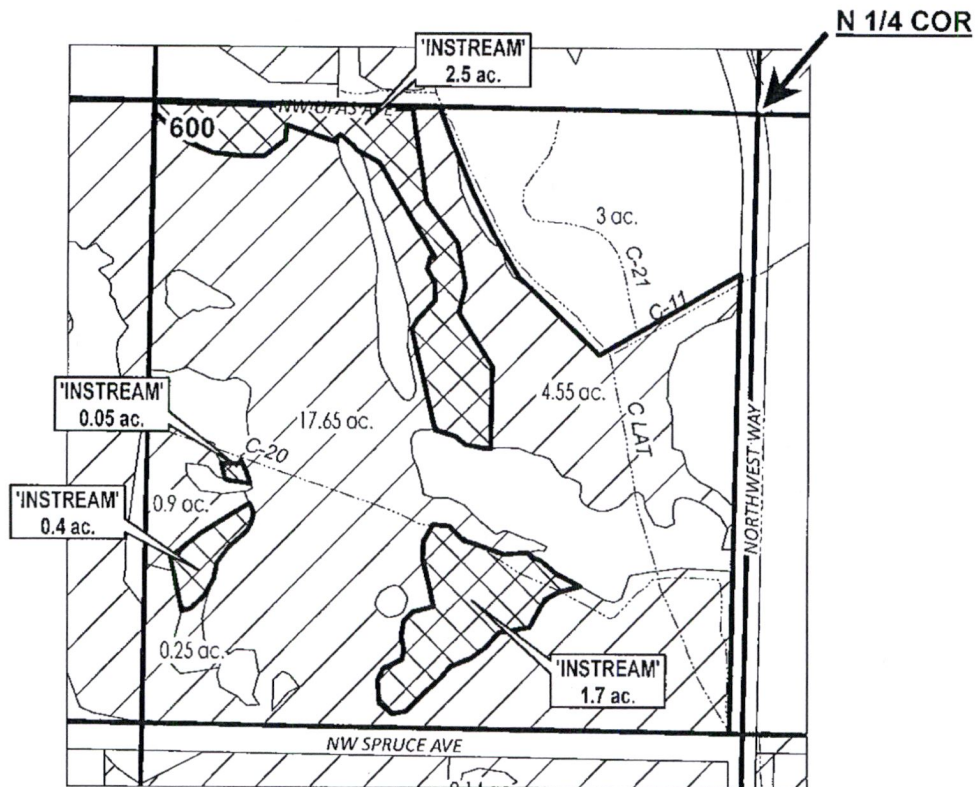 N 1/4 COR
'INSTREAM'
2.5 ac.
NW UPAS AVE
600
3 ac.
C-21
C-11
'INSTREAM'
0.05 ac.
17.65 ac.
4.55 ac.
C LAT
C-20
'INSTREAM'
0.4 ac.
0.9 ac.
NORTHWEST WAY
0.25 ac.
'INSTREAM'
1.7 ac.
NW SPRUCE AVE